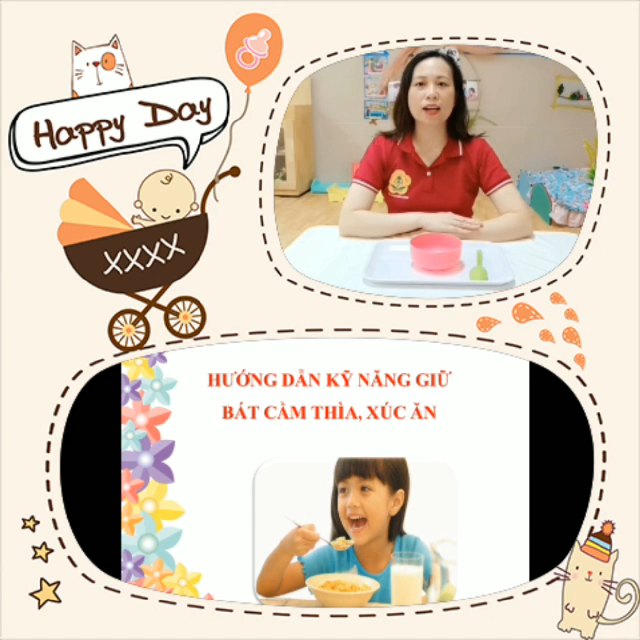 Happy Day
XXXX
HƯỚNG DẪN KỸ NĂNG GIỮ
BÁT CẦM THÌA, XÚC ĂN